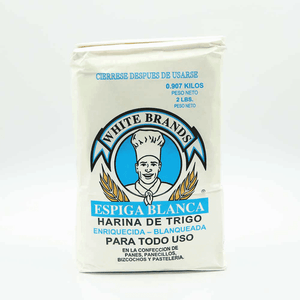 CIERRESE DESPUES DE USARSE
0.907 KILOS
PESO NETO
2 LBS.
PESO NETO
WHITE BRANDS
ESPIGA BLANCA
HARINA DE TRIGO
ENRIQUECIDA – BLANQUEADA
PARA TODO USO
EN LA CONFECCIÓN DE
PANES, PANECILLOS,
BIZCOCHOS Y PASTELERIA.